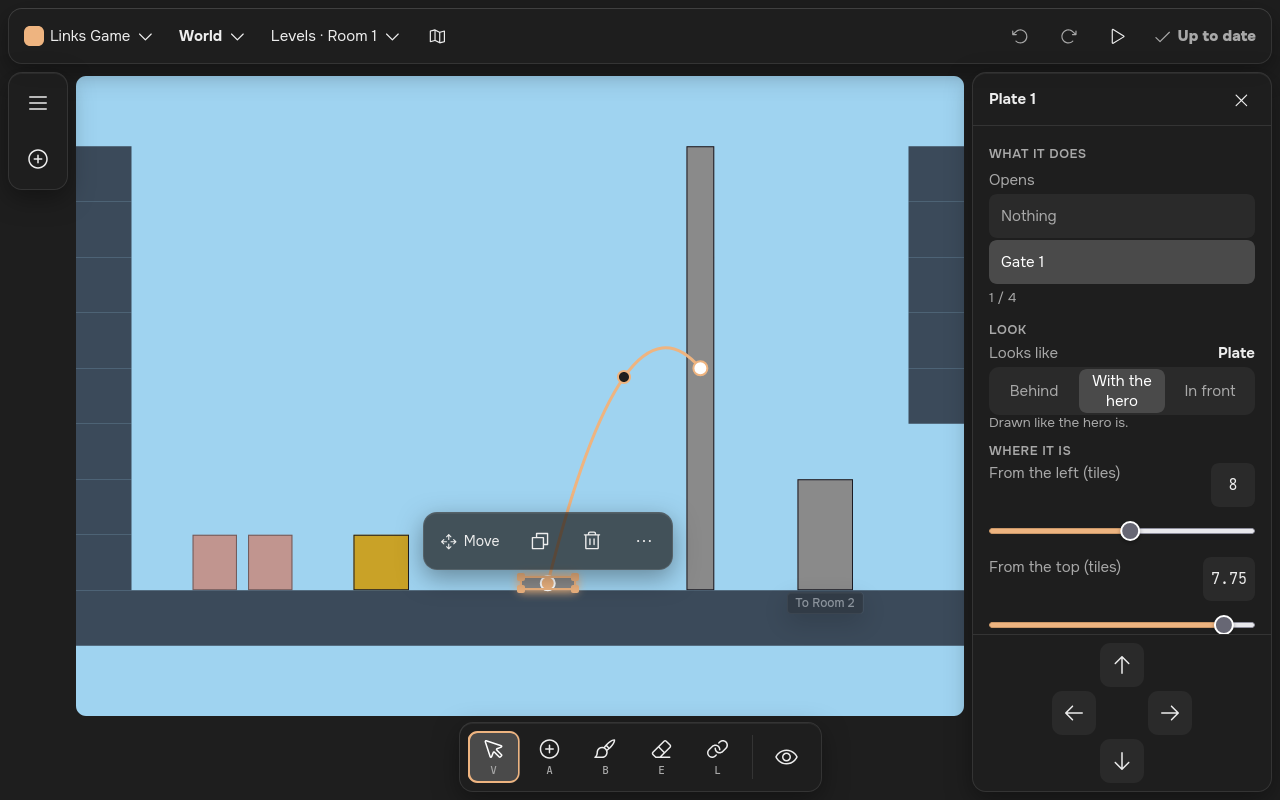 Links Game
World
Levels · Room 1
Up to date
Plate 1
WHAT IT DOES
Opens
Nothing
Gate 1
1 / 4
LOOK
Looks like
Plate
Behind
With the
hero
In front
Drawn like the hero is.
WHERE IT IS
From the left (tiles)
8
From the top (tiles)
7.75
Move
To Room 2
V
A
B
E
L